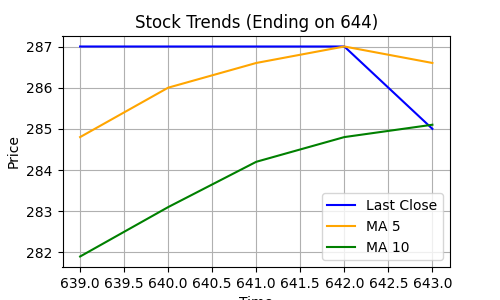 Stock Trends (Ending on 644)
Price
287
286
285
284
283
282
Last Close
MA 5
MA 10
639.0 639.5 640.0 640.5 641.0 641.5 642.0 642.5 643.0
Time